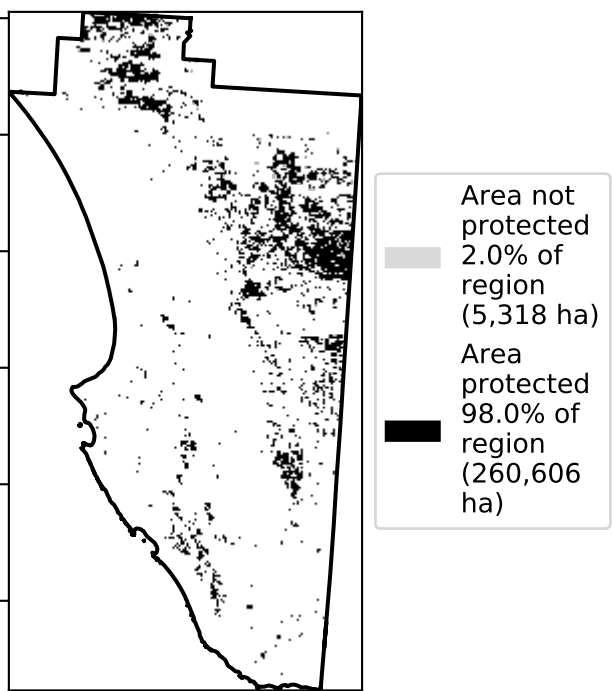 Area not
protected
2.0% of
region
(5,318 ha)
Area
protected
98.0% of
region
(260,606
ha)